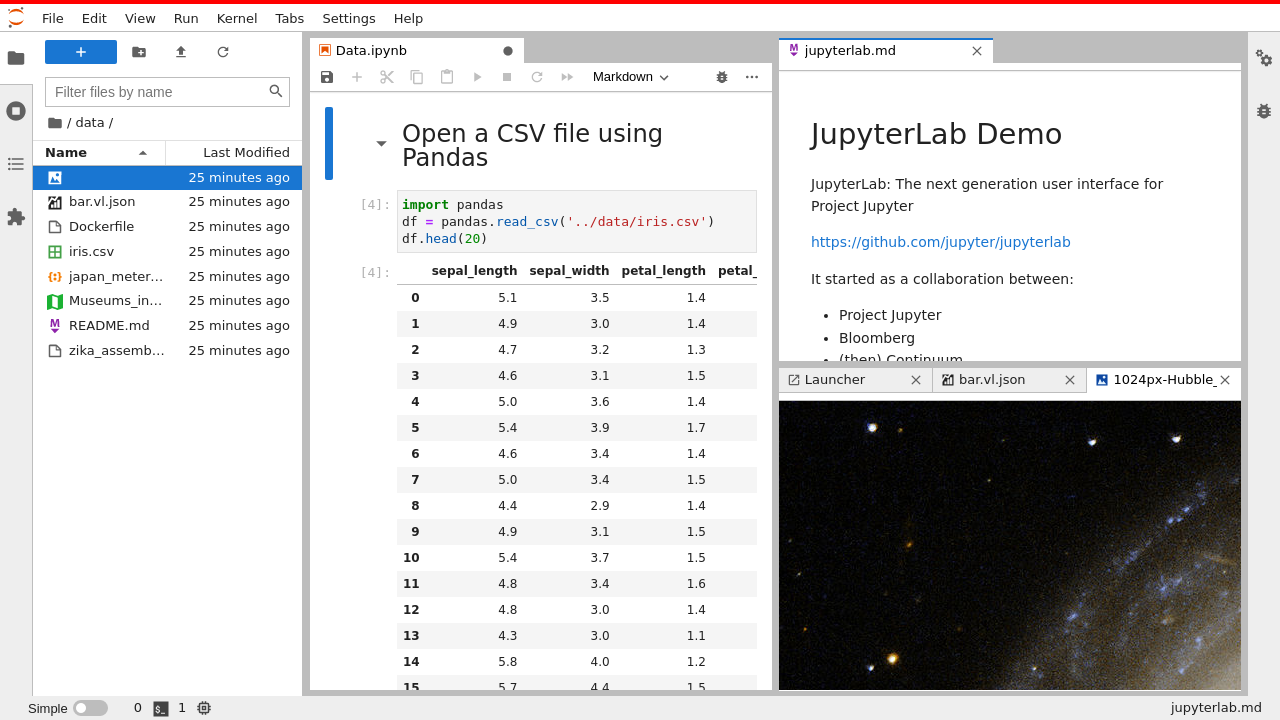 File Edit View Run Kernel Tabs Settings Help
Filter files by name
/ data /
Name Last Modified
25 minutes ago
bar.vl.json 25 minutes ago
Dockerfile 25 minutes ago
iris.csv 25 minutes ago
japan_meter... 25 minutes ago
Museums_in... 25 minutes ago
README.md 25 minutes ago
zika_assemb... 25 minutes ago
Data.ipynb
Markdown
Open a CSV file using
Pandas
[4]:
import pandas
df = pandas.read_csv('../data/iris.csv')
df.head(20)
[4]:
sepal_length sepal_width petal_length petal_
0 5.1 3.5 1.4
1 4.9 3.0 1.4
2 4.7 3.2 1.3
3 4.6 3.1 1.5
4 5.0 3.6 1.4
5 5.4 3.9 1.7
6 4.6 3.4 1.4
7 5.0 3.4 1.5
8 4.4 2.9 1.4
9 4.9 3.1 1.5
10 5.4 3.7 1.5
11 4.8 3.4 1.6
12 4.8 3.0 1.4
13 4.3 3.0 1.1
14 5.8 4.0 1.2
15 5.7 4.4 1.5
jupyterlab.md
JupyterLab Demo
JupyterLab: The next generation user interface for
Project Jupyter
https://github.com/jupyter/jupyterlab
It started as a collaboration between:
• Project Jupyter
• Bloomberg
• (then) Continuum
Launcher bar.vl.json 1024px-Hubble_
Simple 0 1 jupyterlab.md